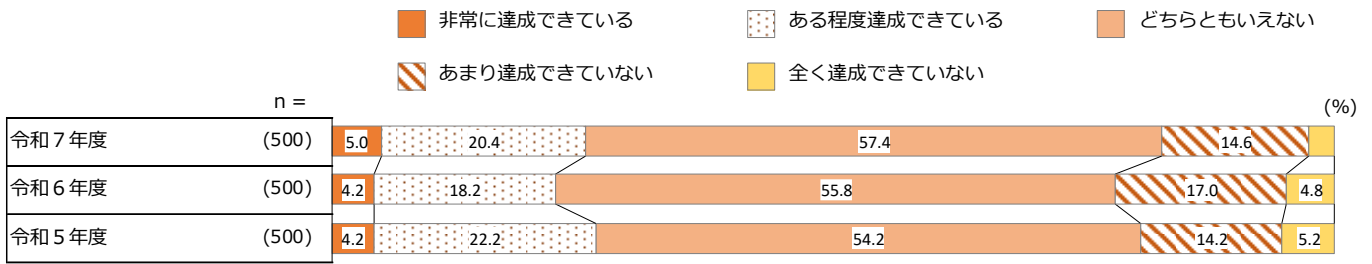 非常に達成できている ある程度達成できている どちらともいえない
あまり達成できていない 全く達成できていない
n =
(%)
令和７年度 (500) 5.0 20.4 57.4 14.6
令和６年度 (500) 4.2 18.2 55.8 17.0 4.8
令和５年度 (500) 4.2 22.2 54.2 14.2 5.2